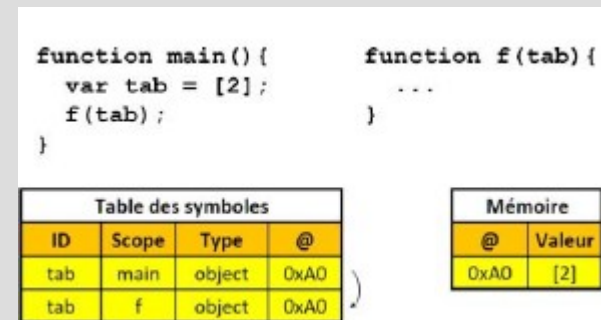 function main(){
var tab = [2];
f(tab);
}
function f(tab){
...
}
Table des symboles
ID Scope Type @
tab main object 0xA0
tab f object 0xA0
Mémoire
@ Valeur
0xA0 [2]